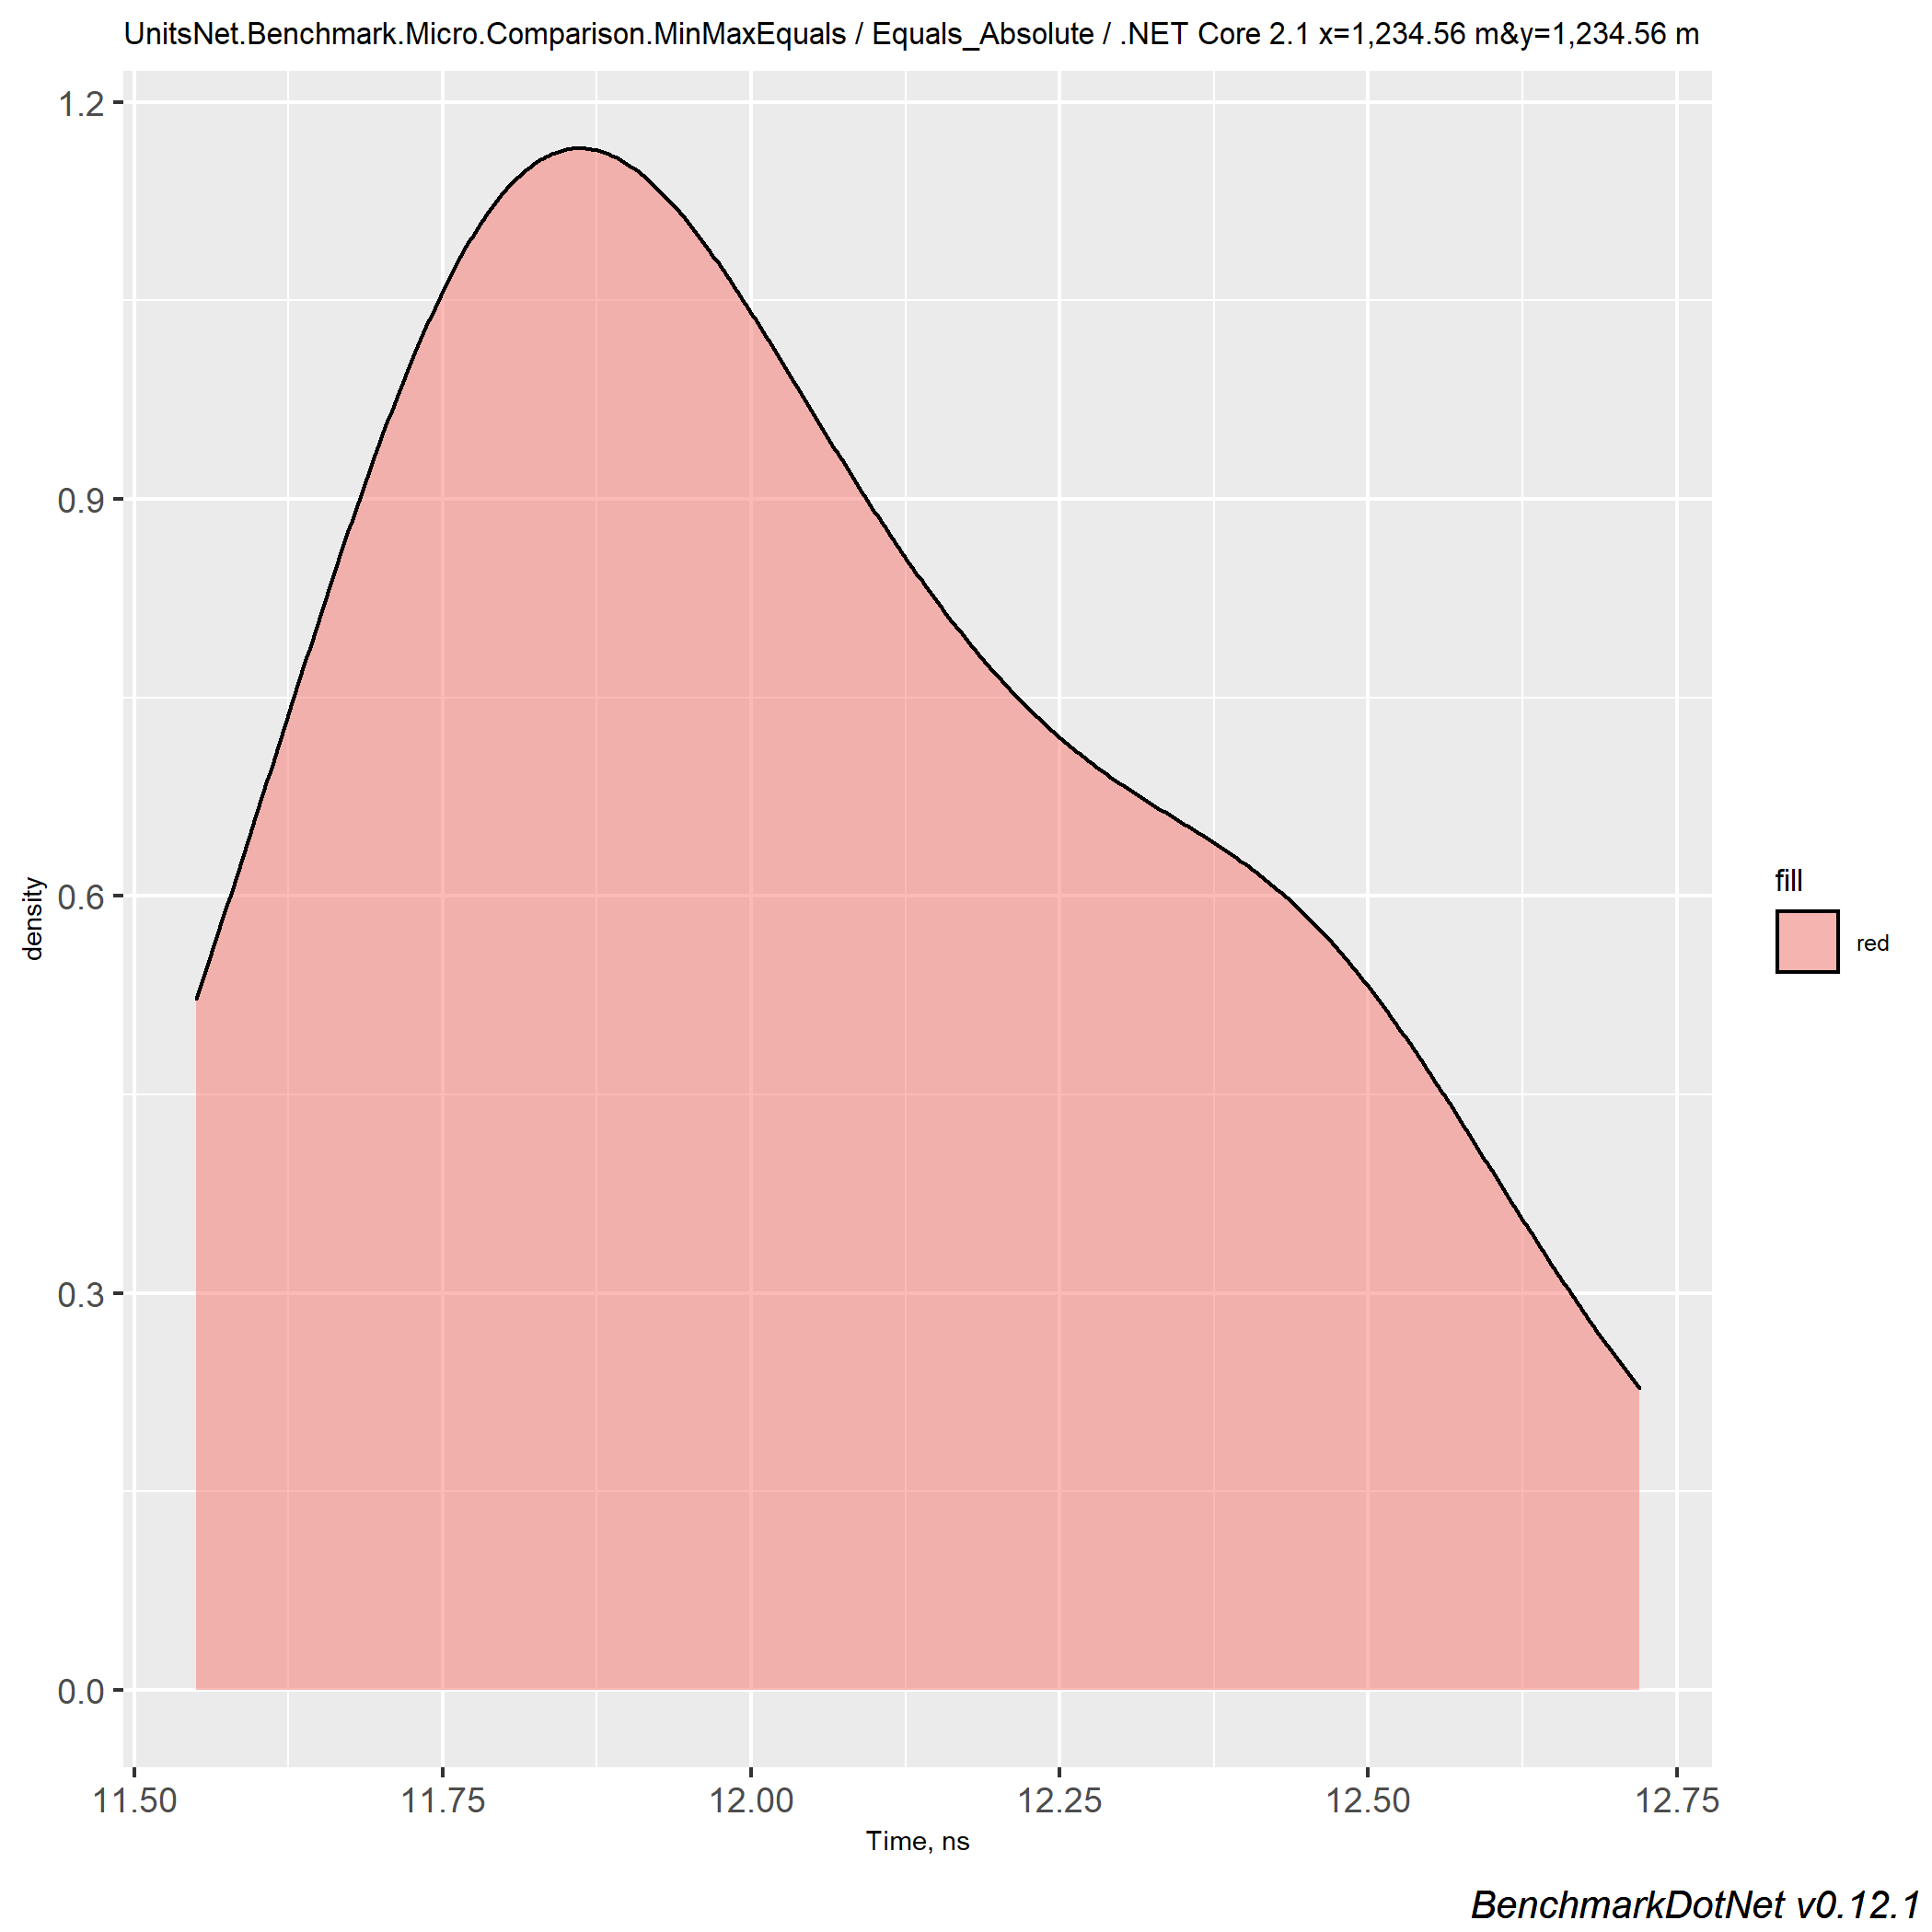 UnitsNet.Benchmark.Micro.Comparison.MinMaxEquals / Equals_Absolute / .NET Core 2.1 x=1,234.56 m&y=1,234.56 m
1.2
0.9
0.6
0.3
0.0
density
fill
red
11.50 11.75 12.00 12.25 12.50 12.75
Time, ns
BenchmarkDotNet v0.12.1